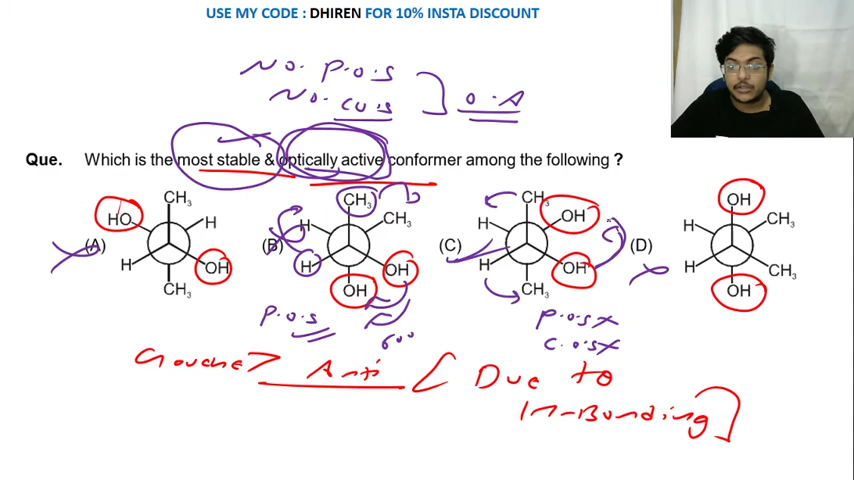 USE MY CODE : DHIREN FOR 10% INSTA DISCOUNT
No. P.O.S
No. CO.S
O.A
Que. Which is the most stable & optically active conformer among the following ?
(A) CH3 HO H H OH CH3
(B) CH3 H CH3 H OH OH
(C) CH3 H OH H OH CH3
(D) OH H CH3 H CH3 OH
P.O.S
60°
P.O.S x
C.O.S x
Gauche > Anti
[ Due to
H-Bonding ]